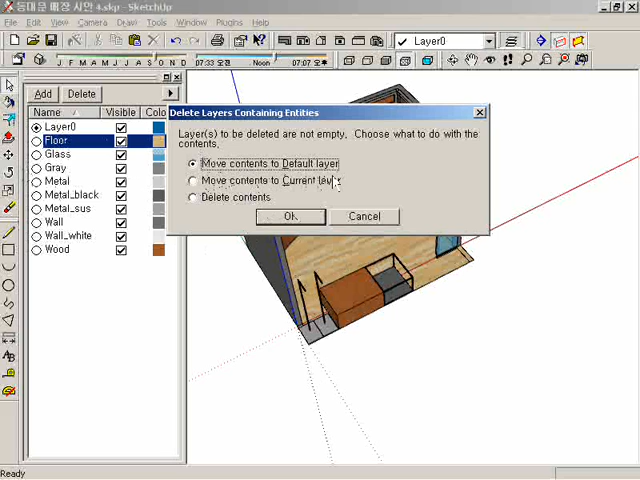 동대문 매장 시안 4.skp - SketchUp
File Edit View Camera Draw Tools Window Plugins Help
Layer0
J F M A M J J A S O N D 07:33 오전 Noon 07:07 오후
Add Delete
Name Visible Colo
Layer0
Floor
Glass
Gray
Metal
Metal_black
Metal_sus
Wall
Wall_white
Wood
Delete Layers Containing Entities
Layer(s) to be deleted are not empty. Choose what to do with the
contents.
Move contents to Default layer
Move contents to Current layer
Delete contents
OK Cancel
Ready